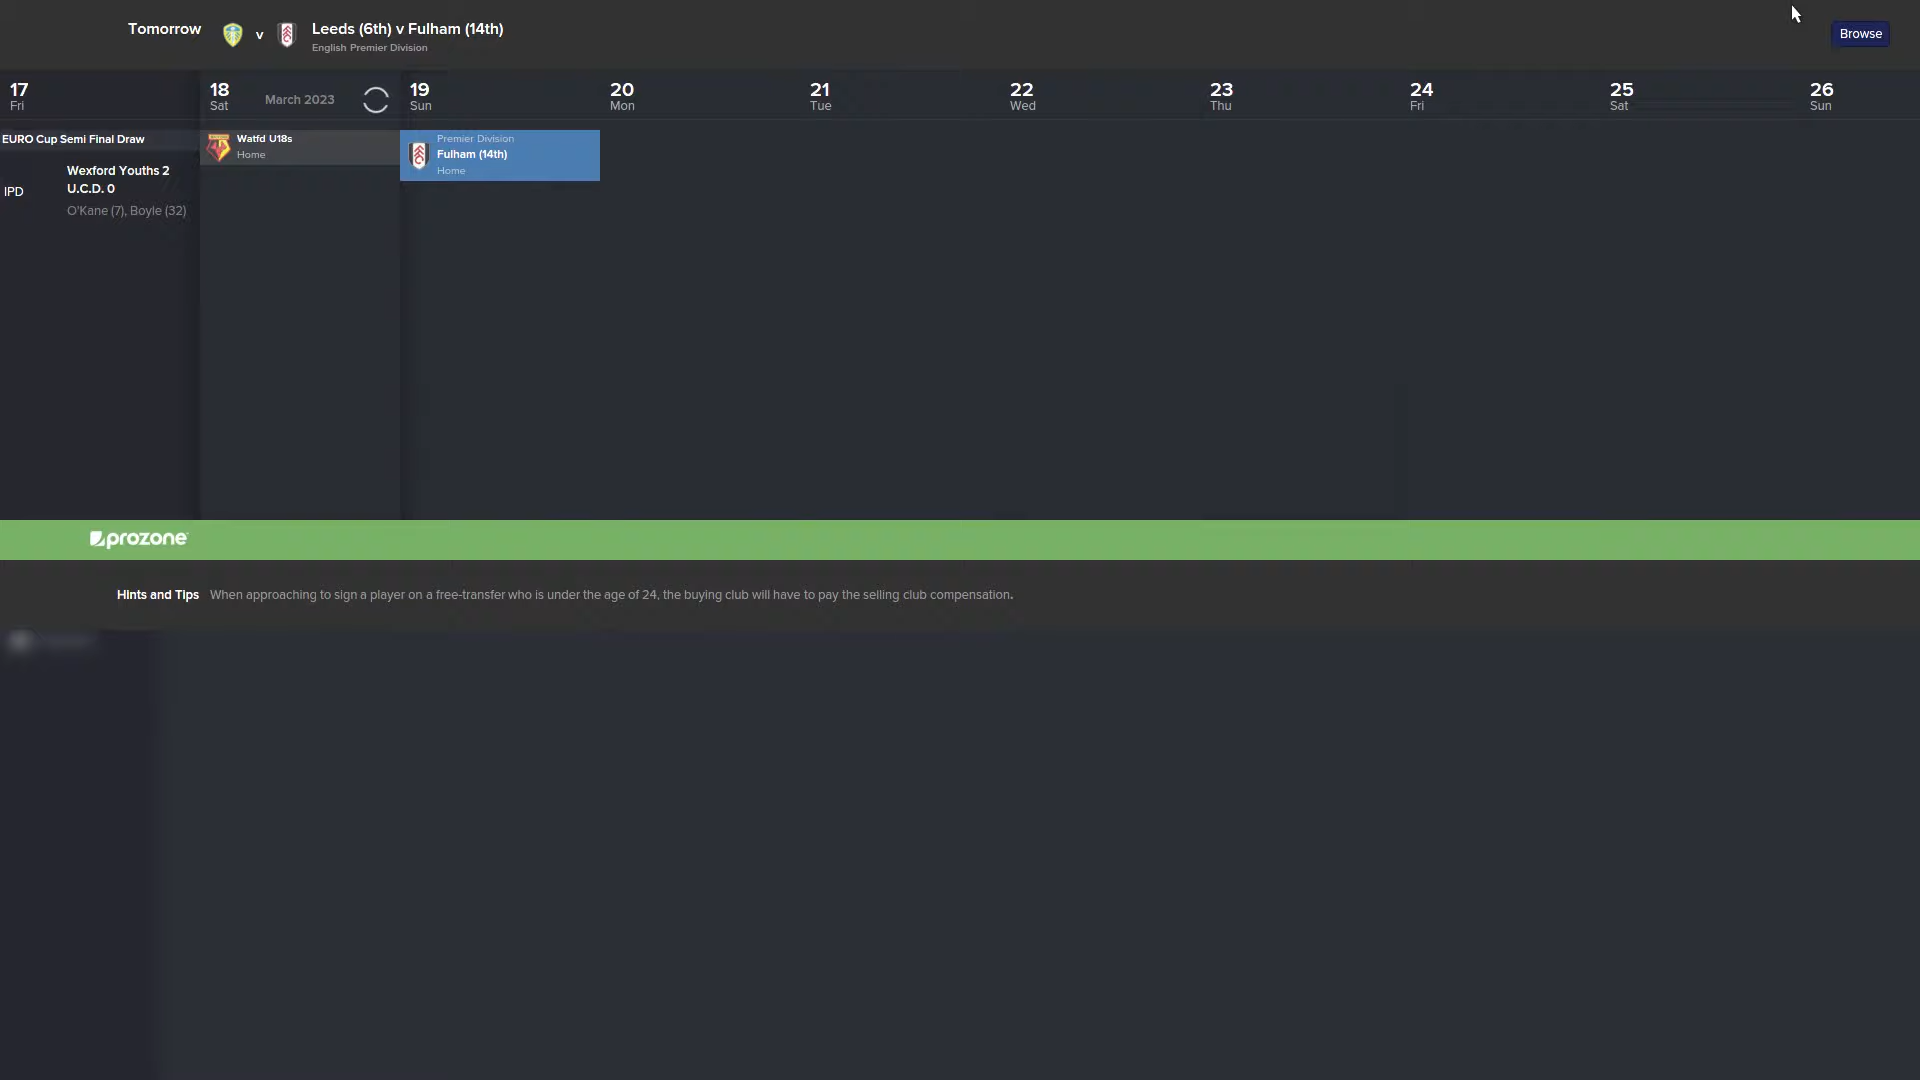 Tomorrow
v
Leeds (6th) v Fulham (14th)
English Premier Division
Browse
17
Fri
18
Sat
March 2023
19
Sun
20
Mon
21
Tue
22
Wed
23
Thu
24
Fri
25
Sat
26
Sun
EURO Cup Semi Final Draw
IPD
Wexford Youths 2
U.C.D. 0
O'Kane (7), Boyle (32)
Watfd U18s
Home
Premier Division
Fulham (14th)
Home
prozone
Hints and Tips When approaching to sign a player on a free-transfer who is under the age of 24, the buying club will have to pay the selling club compensation.